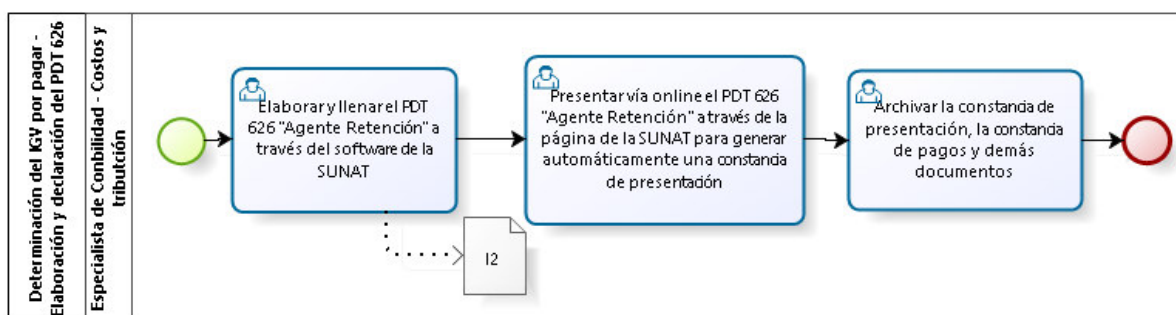 Determinación del IGV por pagar -
Elaboración y declaración del PDT 626
Especialista de Conbilidad - Costos y
tributción
Elaborar y llenar el PDT
626 "Agente Retención" a
través del software de la
SUNAT
I2
Presentar vía online el PDT 626
"Agente Retención" a través de la
página de la SUNAT para generar
automáticamente una constancia
de presentación
Archivar la constancia de
presentación, la constancia
de pagos y demás
documentos